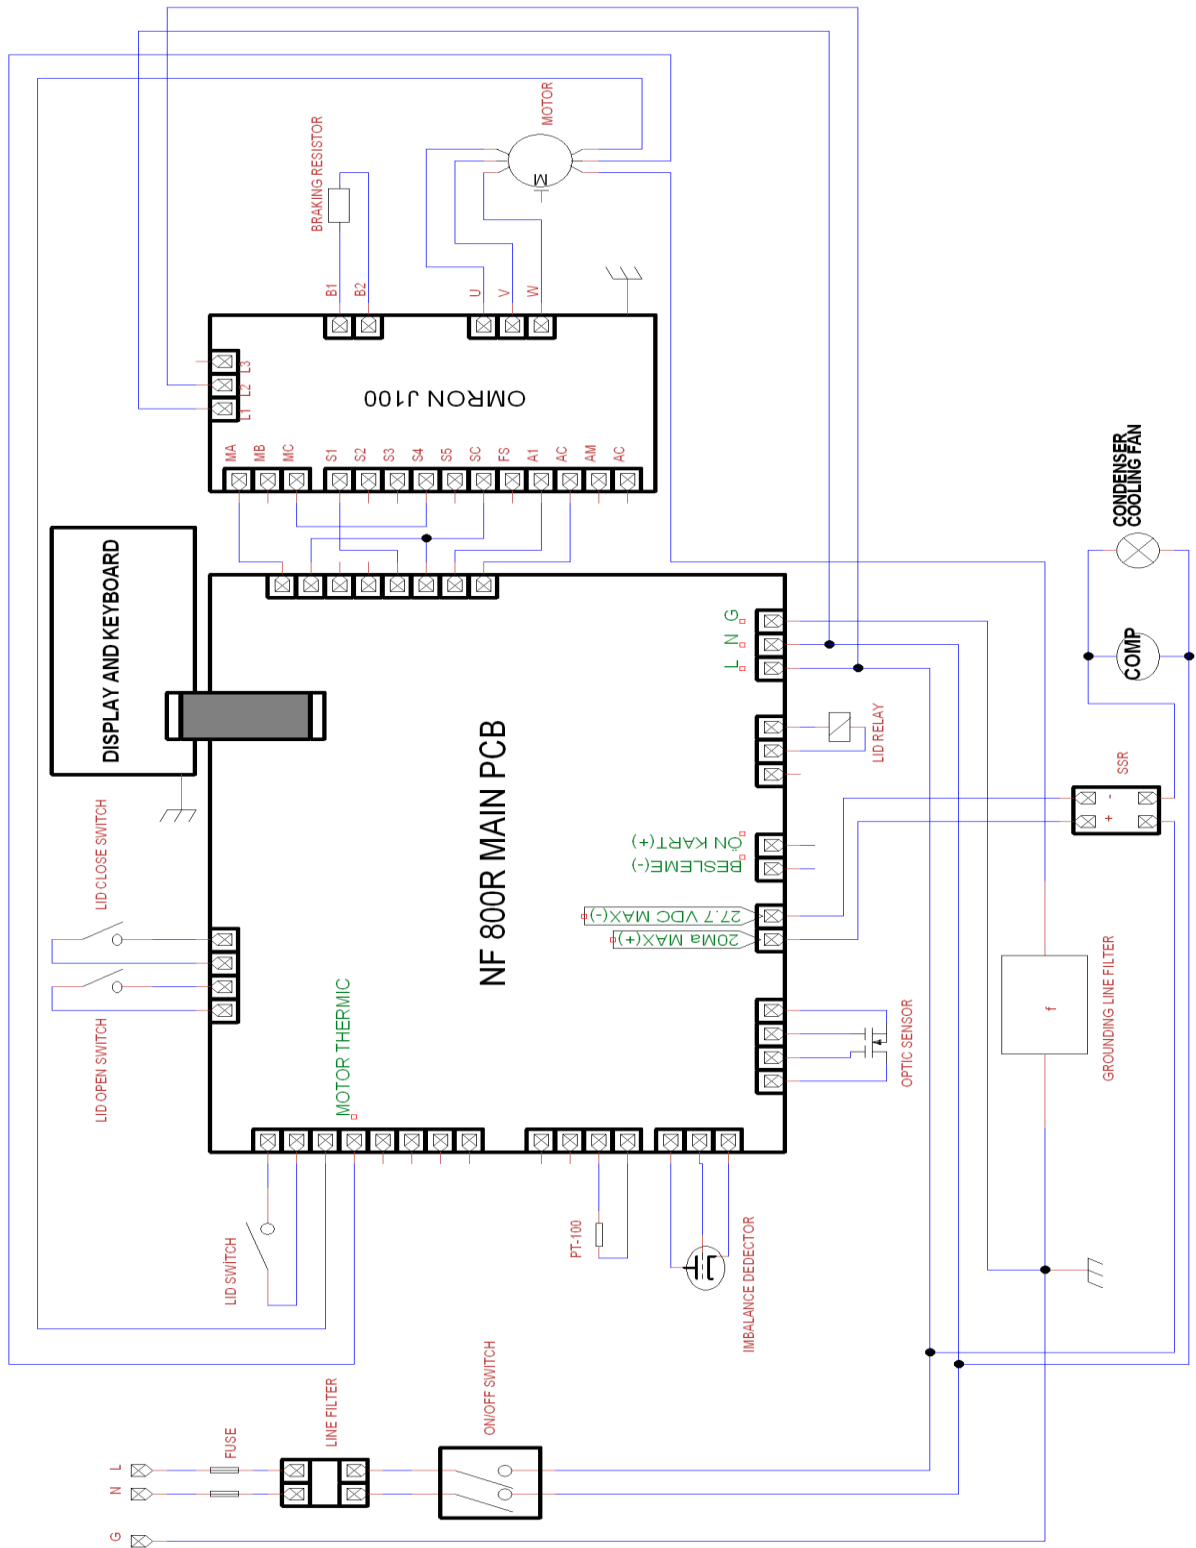 MOTOR
BRAKING RESISTOR
M
B1
B2
U
V
W
L3
L2
L1
OMRON J100
MA
MB
MC
S1
S2
S3
S4
S5
SC
FS
A1
AC
AM
AC
CONDENSER
COOLING FAN
COMP
DISPLAY AND KEYBOARD
L N G
LID RELAY
SSR
-
+
NF 800R MAIN PCB
ÖN KART(+)
BESLEME(-)
27.7 VDC MAX(-)
20Ma MAX(+)
LID CLOSE SWITCH
LID OPEN SWITCH
MOTOR THERMIC
OPTIC SENSOR
f
GROUNDING LINE FILTER
LID SWİTCH
PT-100
IMBALANCE DEDECTOR
ON/OFF SWITCH
LINE FILTER
FUSE
L
N
G